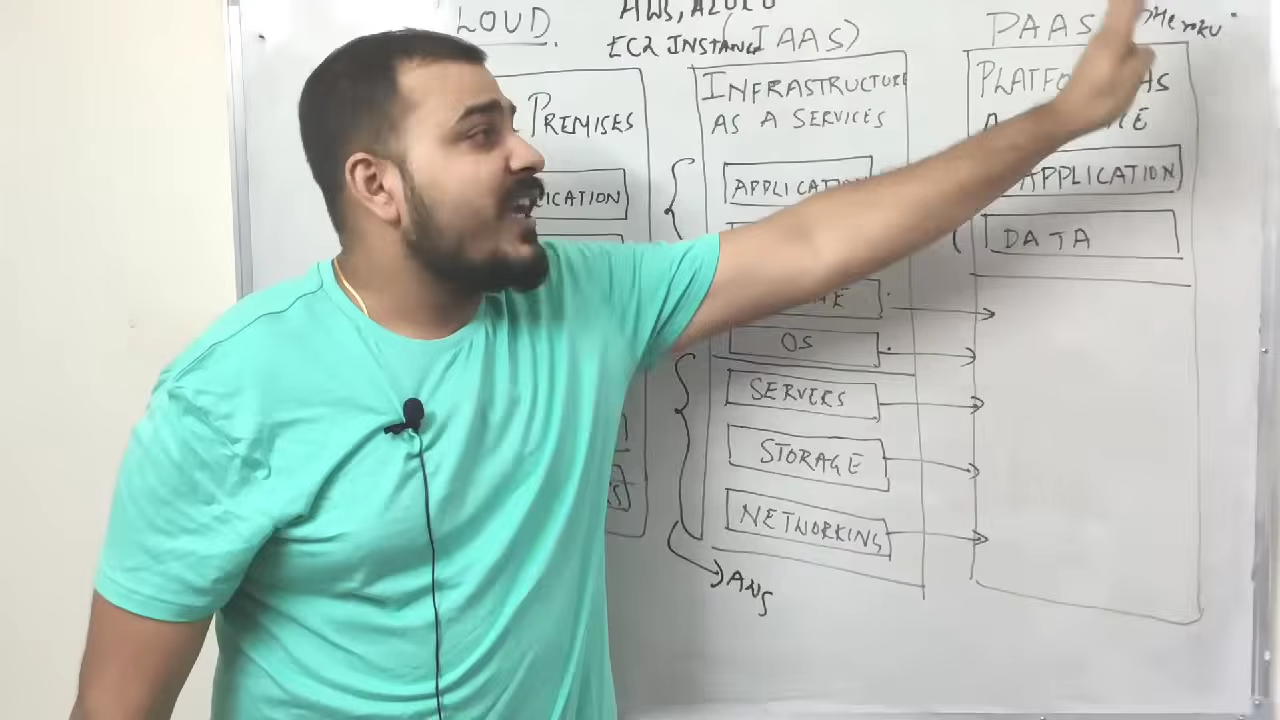 LOUD
AWS,
EC2 INSTANCE
(IAAS)
PAAS
Heroku
PREMISES
ICATION
INFRASTRUCTURE
AS A SERVICES
APPLICATION
OS
SERVERS
STORAGE
NETWORKING
AWS
PLATFO AS
A
APPLICATION
DATA